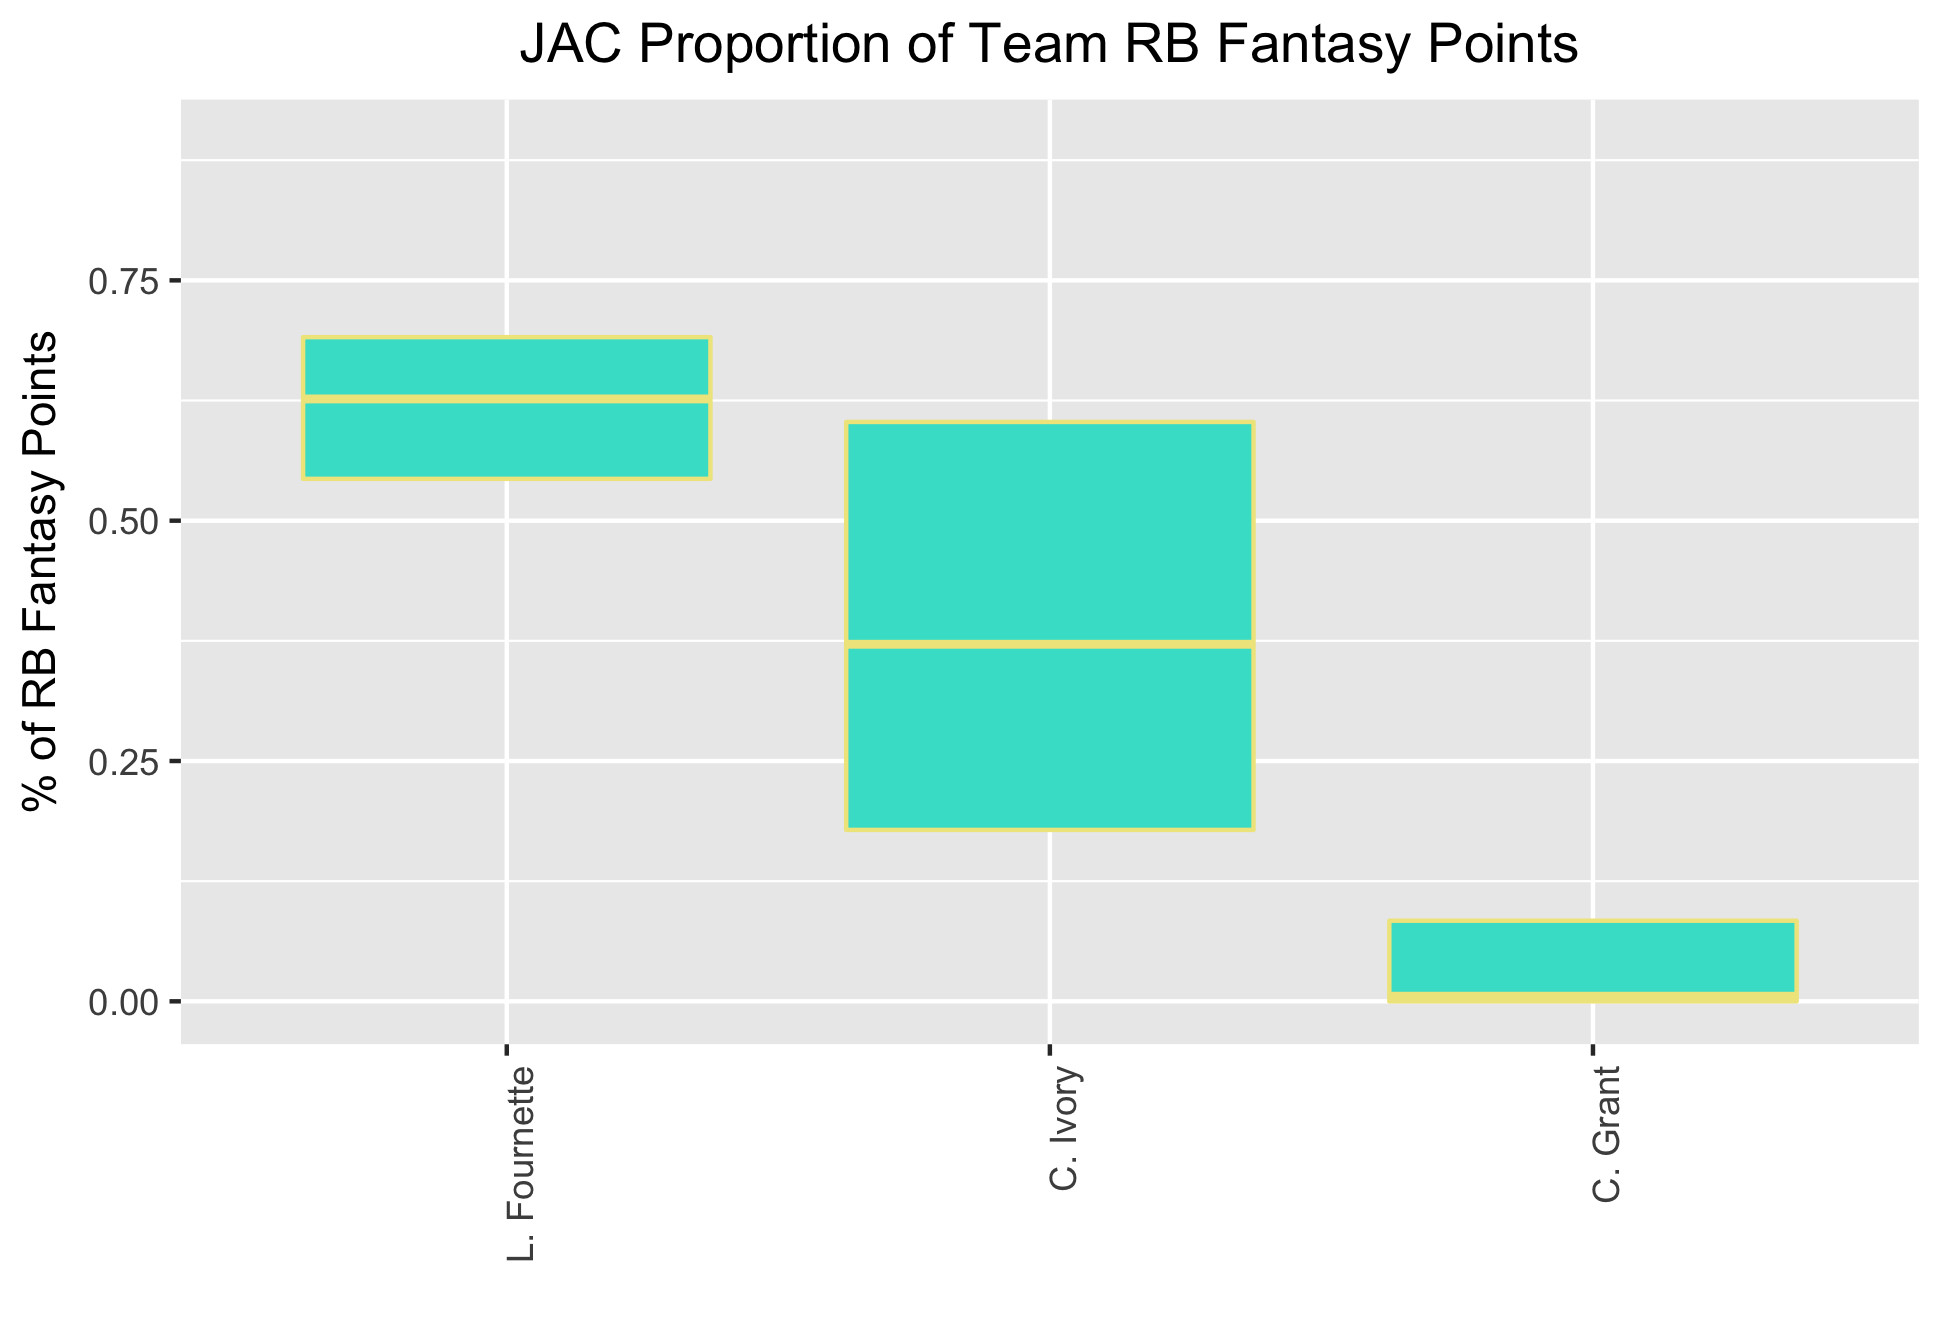 JAC Proportion of Team RB Fantasy Points
% of RB Fantasy Points
0.75
0.50
0.25
0.00
L. Fournette
C. Ivory
C. Grant